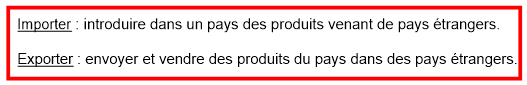 Importer : introduire dans un pays des produits venant de pays étrangers.
Exporter : envoyer et vendre des produits du pays dans des pays étrangers.